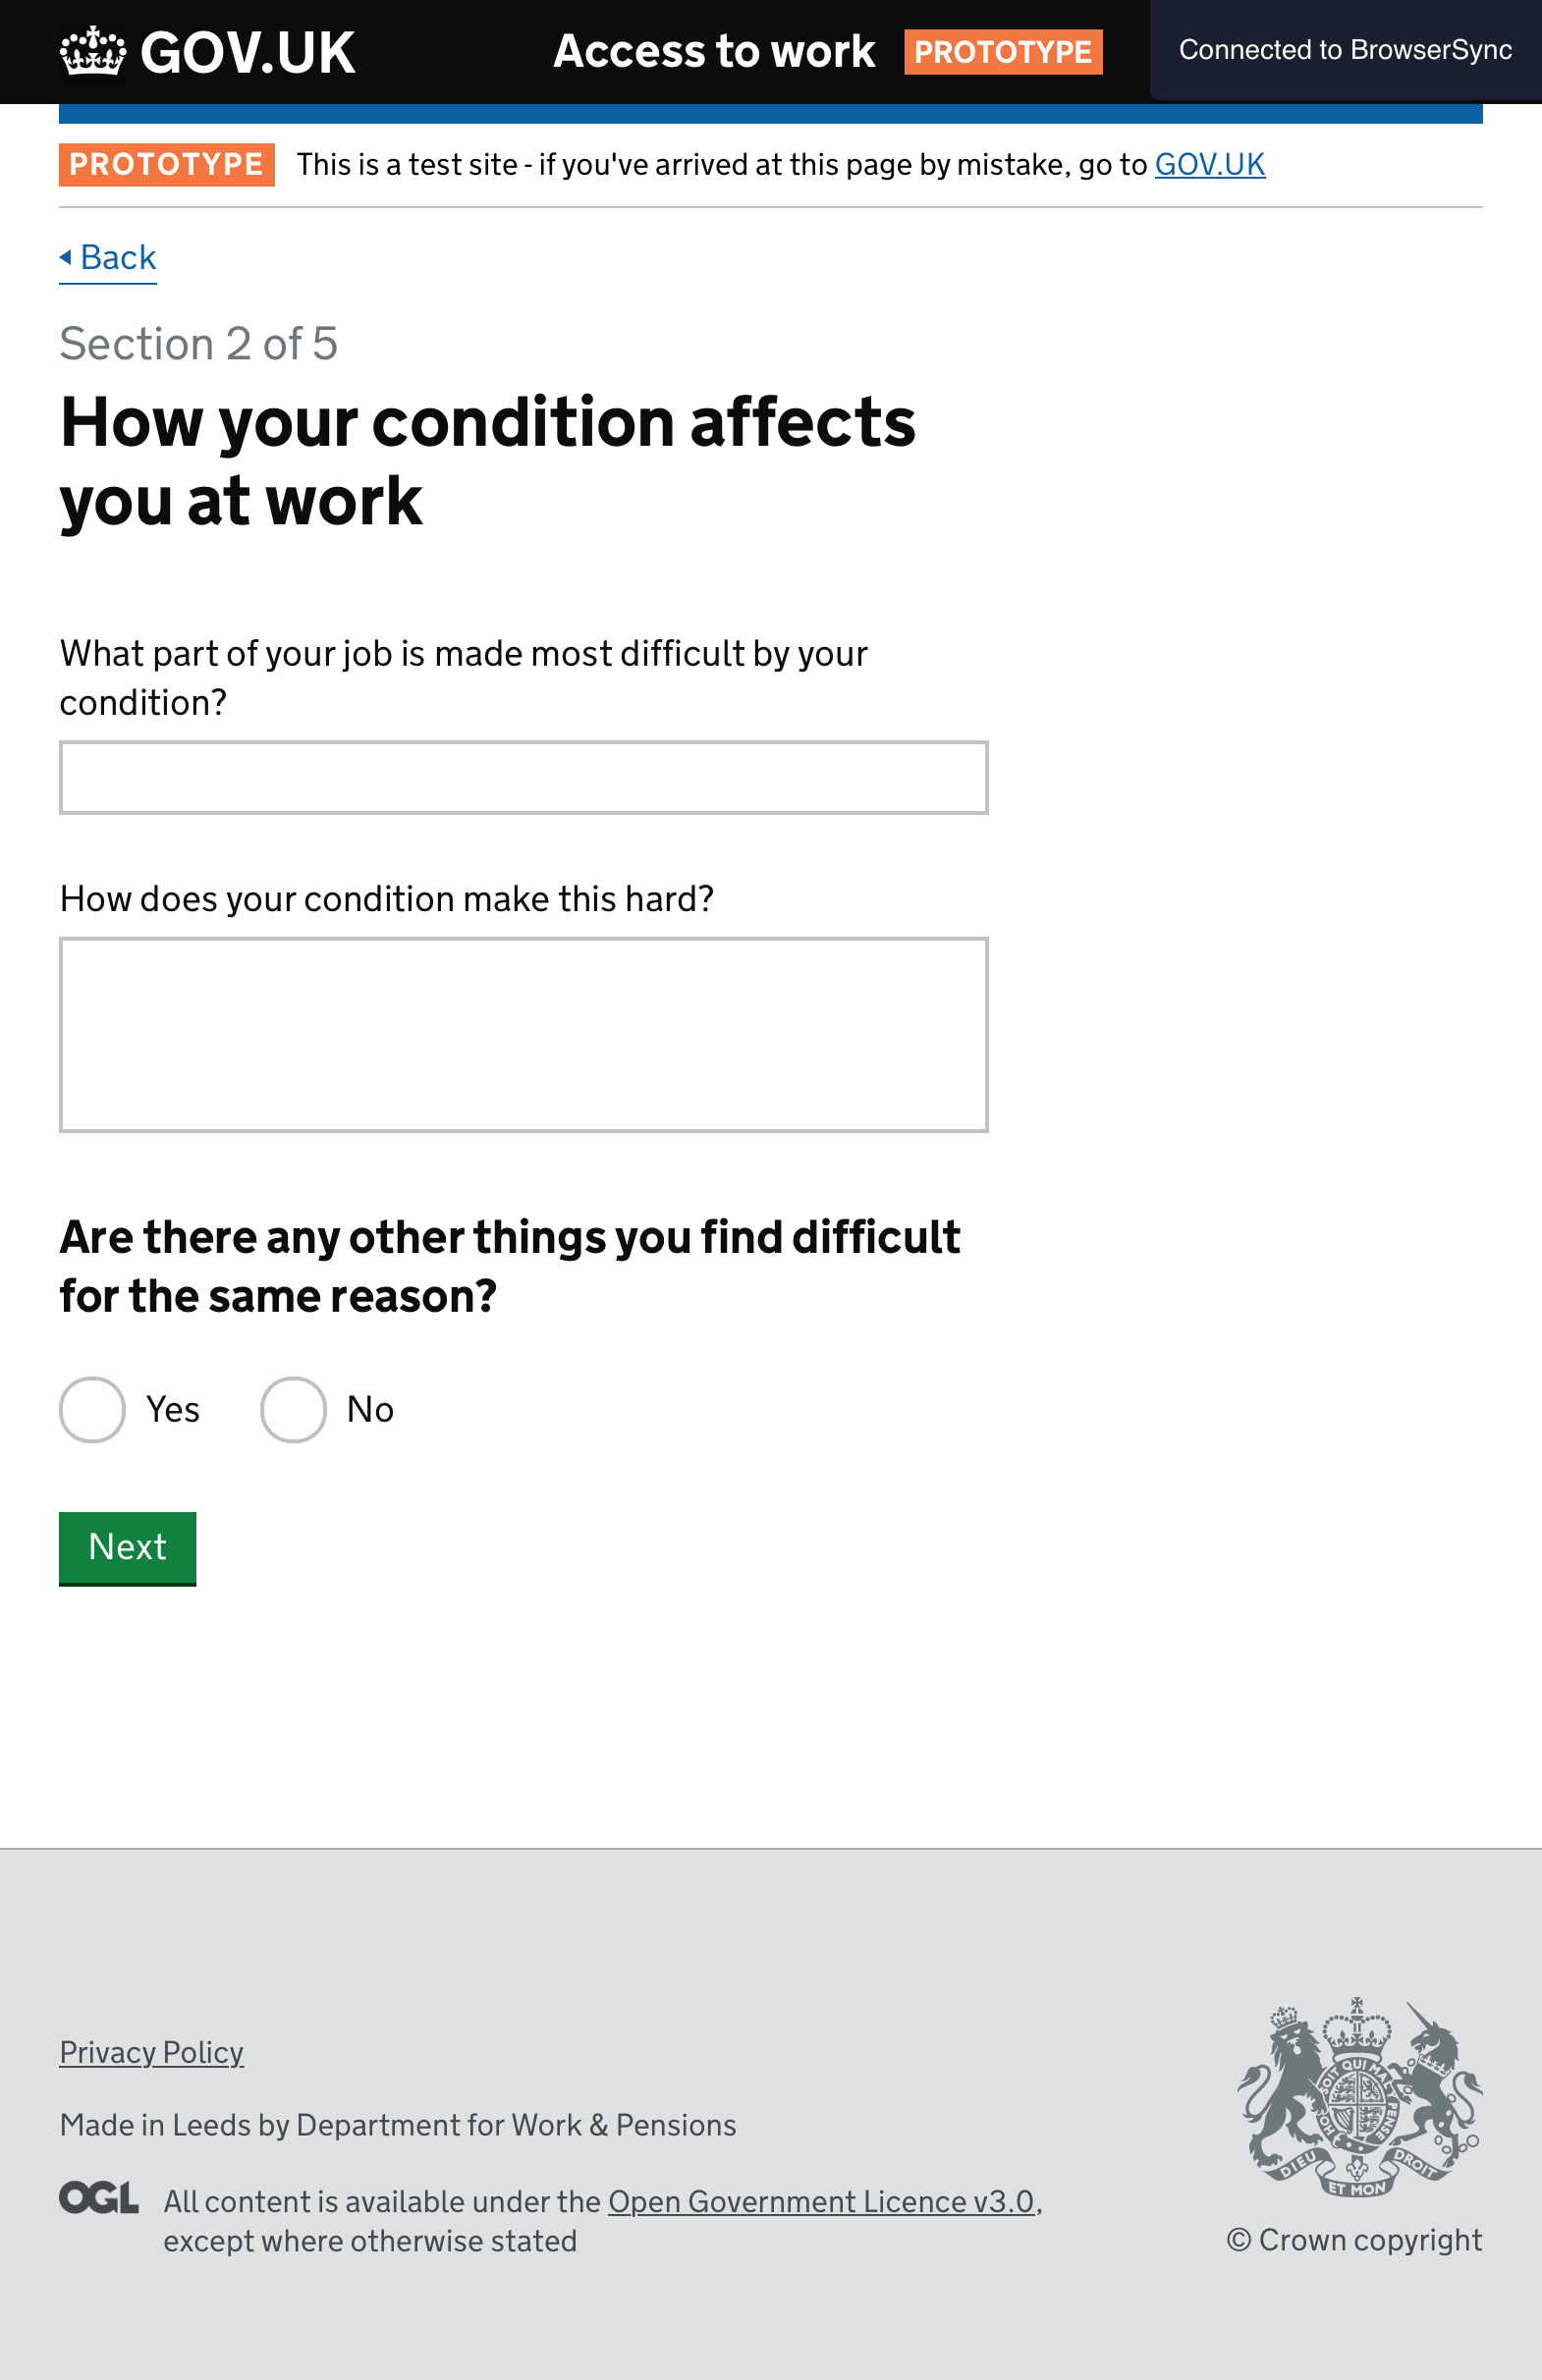 GOV.UK
Access to work
PROTOTYPE
Connected to BrowserSync
PROTOTYPE
This is a test site - if you've arrived at this page by mistake, go to GOV.UK
Back
Section 2 of 5
How your condition affects
you at work
What part of your job is made most difficult by your
condition?
How does your condition make this hard?
Are there any other things you find difficult
for the same reason?
Yes
No
Next
Privacy Policy
Made in Leeds by Department for Work & Pensions
OGL
All content is available under the Open Government Licence v3.0,
except where otherwise stated
SOIT QUI MAL Y PENSE
DIEU ET MON DROIT
© Crown copyright